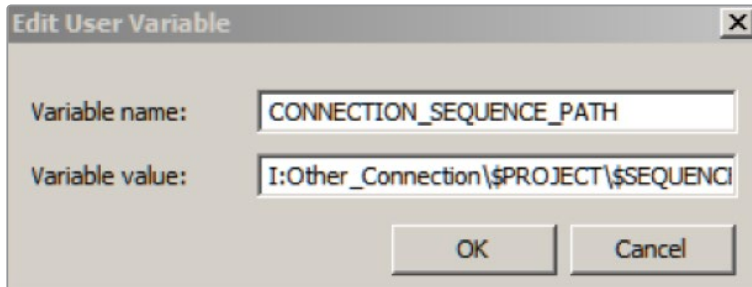 Edit User Variable
Variable name: CONNECTION_SEQUENCE_PATH
Variable value: I:Other_Connection\$PROJECT\$SEQUENC
OK Cancel